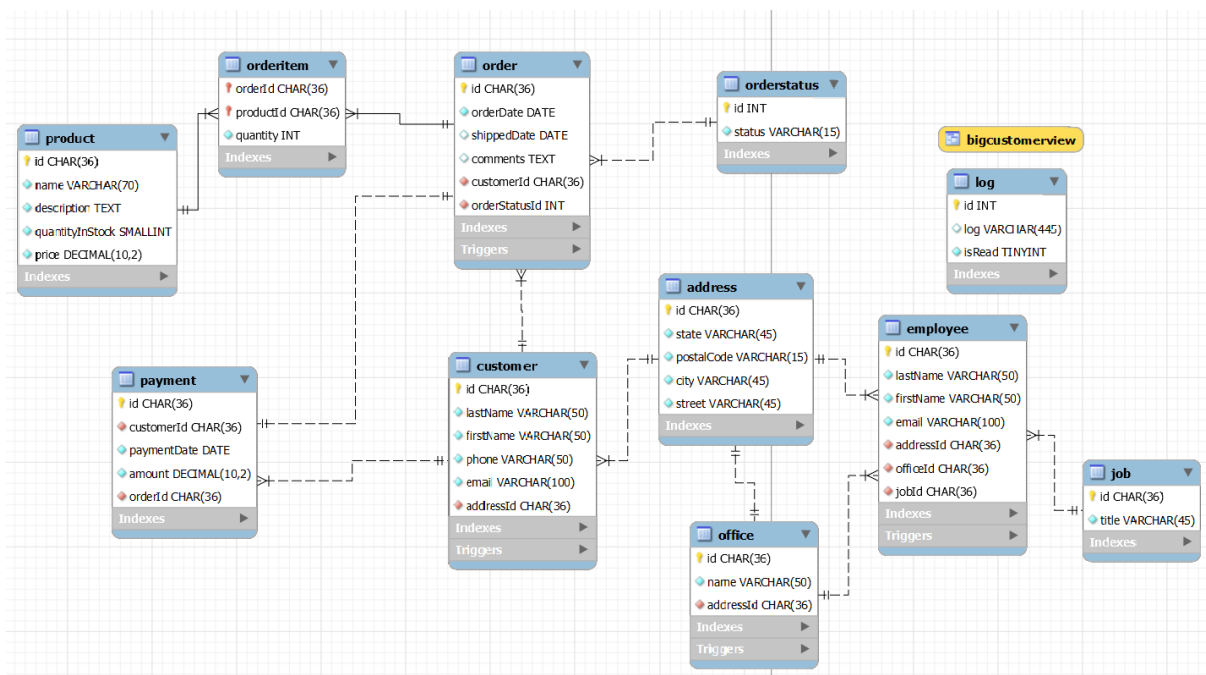 orderitem
orderId CHAR(36)
productId CHAR(36)
quantity INT
Indexes
order
id CHAR(36)
orderDate DATE
shippedDate DATE
comments TEXT
customerId CHAR(36)
orderStatusId INT
Indexes
Triggers
orderstatus
id INT
status VARCHAR(15)
Indexes
product
id CHAR(36)
name VARCHAR(70)
description TEXT
quantityInStock SMALLINT
price DECIMAL(10,2)
Indexes
bigcustomerview
log
id INT
log VARCHAR(445)
isRead TINYINT
Indexes
address
id CHAR(36)
state VARCHAR(45)
postalCode VARCHAR(15)
city VARCHAR(45)
street VARCHAR(45)
Indexes
employee
id CHAR(36)
lastName VARCHAR(50)
firstName VARCHAR(50)
email VARCHAR(100)
addressId CHAR(36)
officeId CHAR(36)
jobId CHAR(36)
Indexes
Triggers
customer
id CHAR(36)
lastName VARCHAR(50)
firstName VARCHAR(50)
phone VARCHAR(50)
email VARCHAR(100)
addressId CHAR(36)
Indexes
Triggers
payment
id CHAR(36)
customerId CHAR(36)
paymentDate DATE
amount DECIMAL(10,2)
orderId CHAR(36)
Indexes
job
id CHAR(36)
title VARCHAR(45)
Indexes
office
id CHAR(36)
name VARCHAR(50)
addressId CHAR(36)
Indexes
Triggers